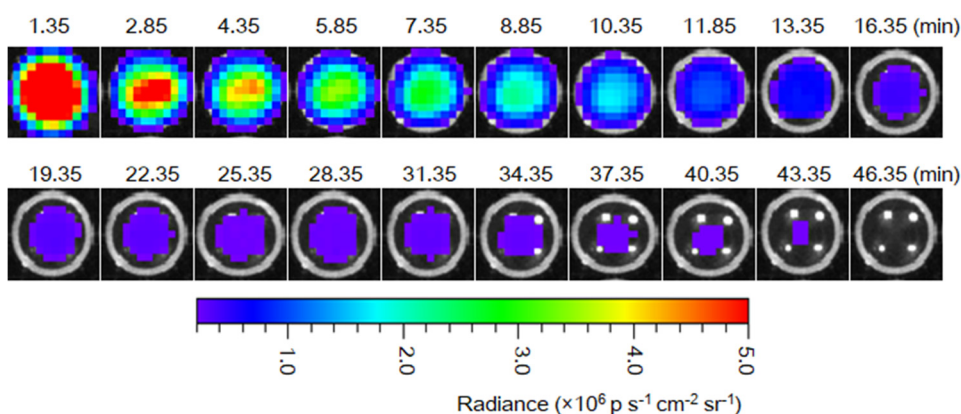 1.35 2.85 4.35 5.85 7.35 8.85 10.35 11.85 13.35 16.35 (min)
19.35 22.35 25.35 28.35 31.35 34.35 37.35 40.35 43.35 46.35 (min)
1.0 2.0 3.0 4.0 5.0
Radiance (×10⁶ p s⁻¹ cm⁻² sr⁻¹)